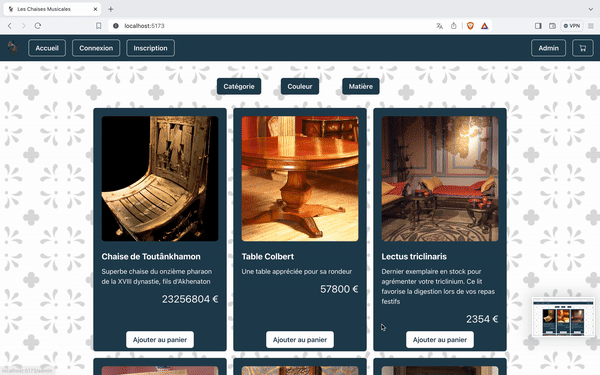 Les Chaises Musicales
localhost:5173
VPN
Accueil
Connexion
Inscription
Admin
Catégorie
Couleur
Matière
Chaise de Toutânkhamon
Superbe chaise du onzième pharaon
de la XVIII dynastie, fils d'Akhenaton
23256804 €
Ajouter au panier
Table Colbert
Une table appréciée pour sa rondeur
57800 €
Ajouter au panier
Lectus triclinaris
Dernier exemplaire en stock pour
agrémenter votre triclinium. Ce lit
favorise la digestion lors de vos repas
festifs
2354 €
Ajouter au panier